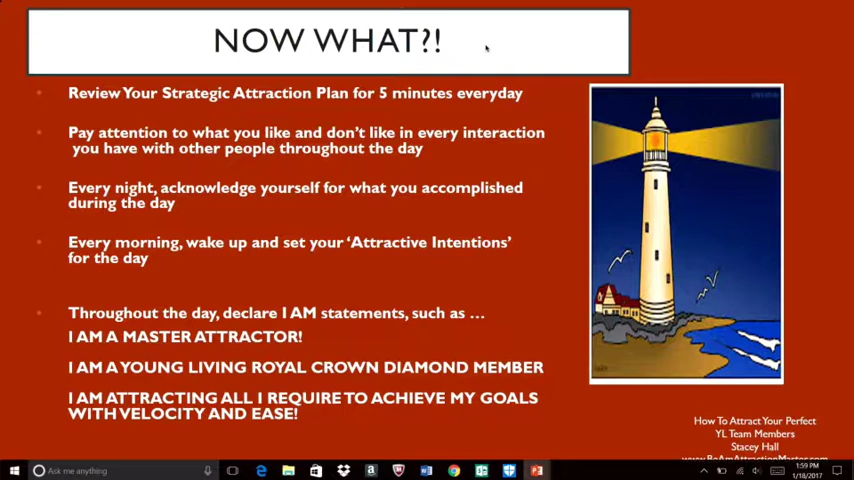 NOW WHAT?!
Review Your Strategic Attraction Plan for 5 minutes everyday
Pay attention to what you like and don't like in every interaction
you have with other people throughout the day
Every night, acknowledge yourself for what you accomplished
during the day
Every morning, wake up and set your 'Attractive Intentions'
for the day
Throughout the day, declare I AM statements, such as ...
I AM A MASTER ATTRACTOR!
I AM A YOUNG LIVING ROYAL CROWN DIAMOND MEMBER
I AM ATTRACTING ALL I REQUIRE TO ACHIEVE MY GOALS
WITH VELOCITY AND EASE!
How To Attract Your Perfect
YL Team Members
Stacey Hall
www.BeAmAttractionMaster.com
Ask me anything
1:59 PM
1/18/2017